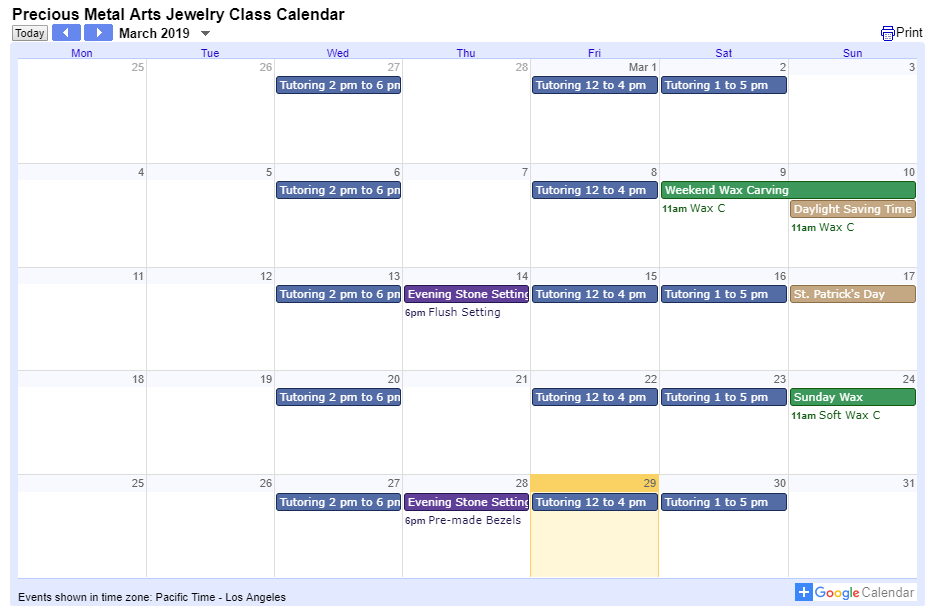 Precious Metal Arts Jewelry Class Calendar
Today March 2019 Print
Mon Tue Wed Thu Fri Sat Sun
25 26 27 28 Mar 1 2 3
Tutoring 2 pm to 6 pm Tutoring 12 to 4 pm Tutoring 1 to 5 pm
4 5 6 7 8 9 10
Tutoring 2 pm to 6 pm Tutoring 12 to 4 pm Weekend Wax Carving
11am Wax C Daylight Saving Time
11am Wax C
11 12 13 14 15 16 17
Tutoring 2 pm to 6 pm Evening Stone Setting Tutoring 12 to 4 pm Tutoring 1 to 5 pm St. Patrick's Day
6pm Flush Setting
18 19 20 21 22 23 24
Tutoring 2 pm to 6 pm Tutoring 12 to 4 pm Tutoring 1 to 5 pm Sunday Wax
11am Soft Wax C
25 26 27 28 29 30 31
Tutoring 2 pm to 6 pm Evening Stone Setting Tutoring 12 to 4 pm Tutoring 1 to 5 pm
6pm Pre-made Bezels
Events shown in time zone: Pacific Time - Los Angeles
Google Calendar